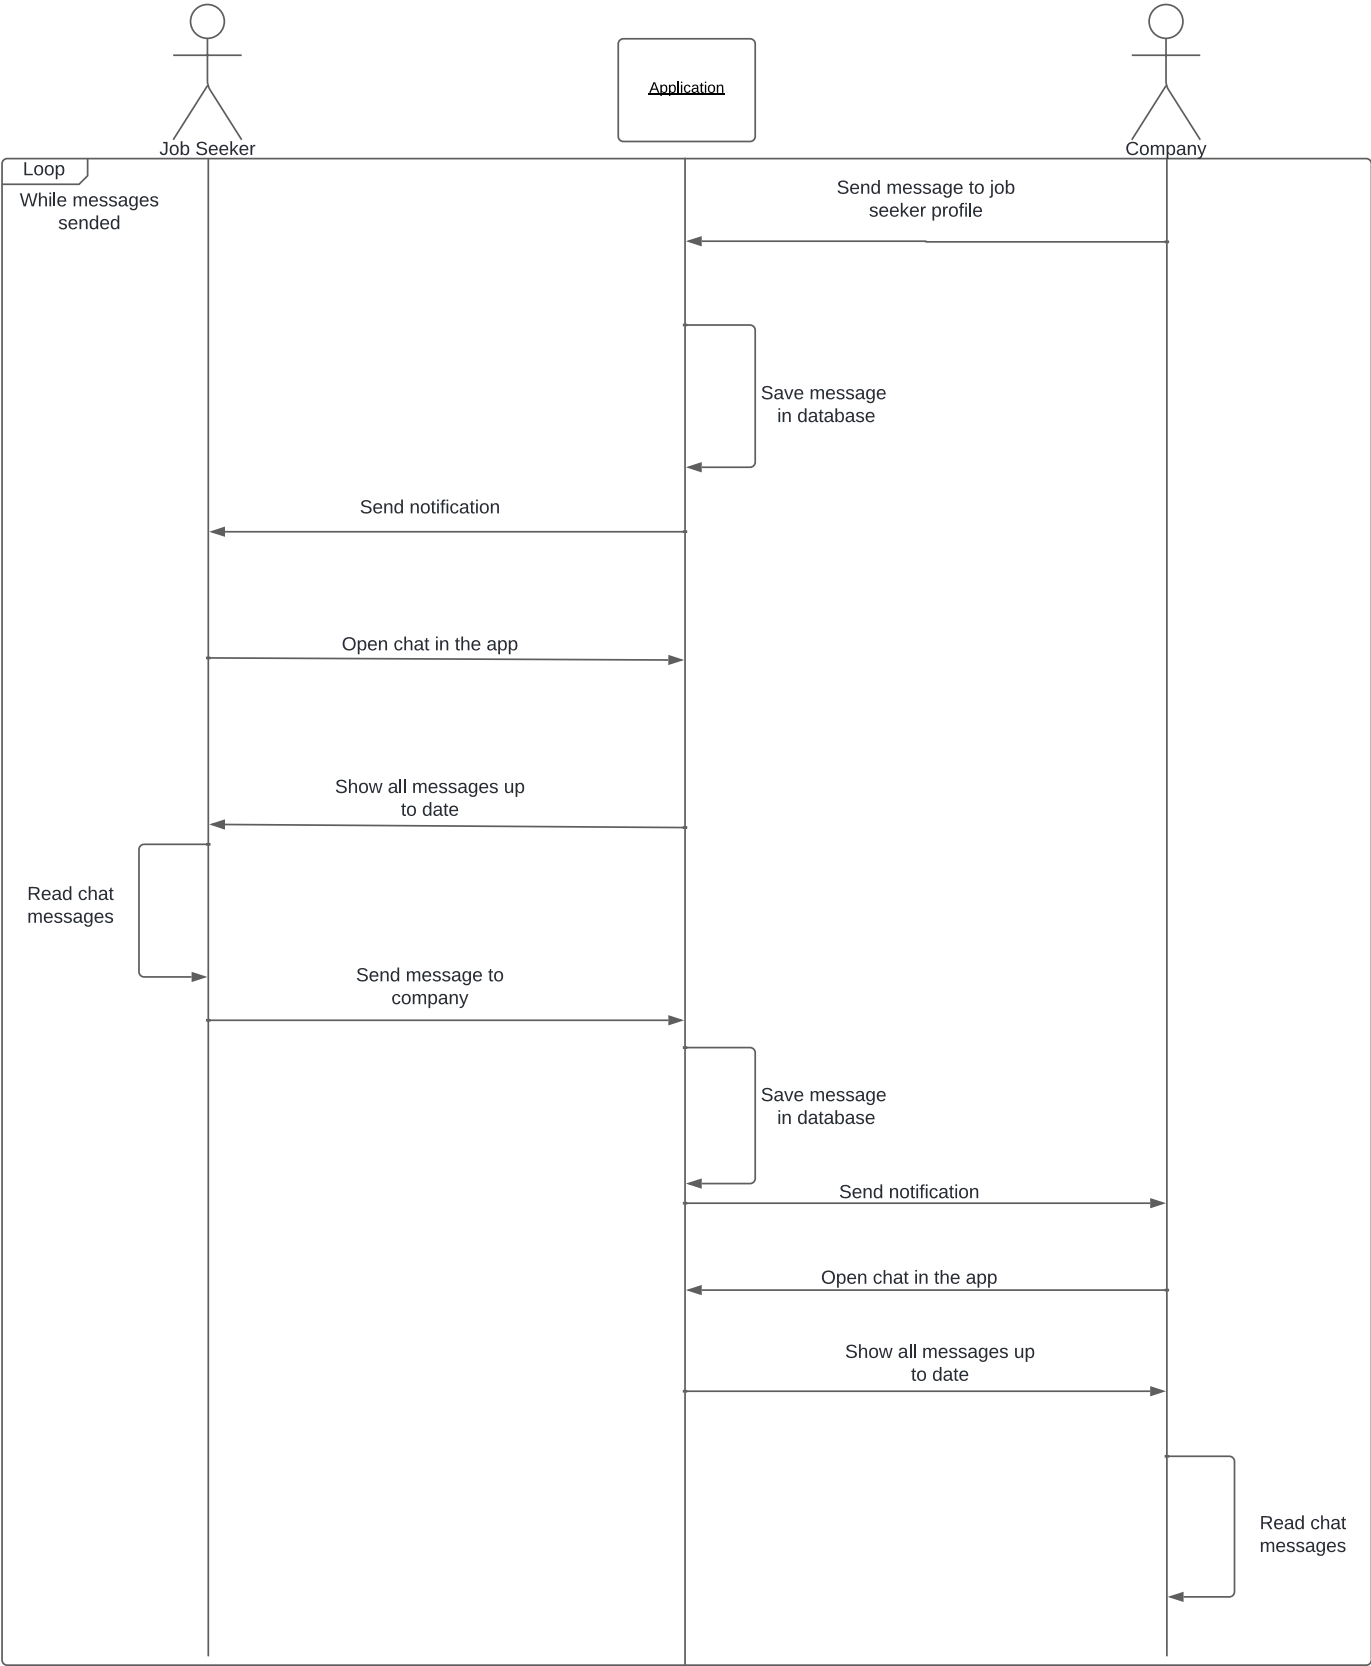 Application
Job Seeker
Company
Loop
While messages
sended
Send message to job
seeker profile
Save message
in database
Send notification
Open chat in the app
Show all messages up
to date
Read chat
messages
Send message to
company
Save message
in database
Send notification
Open chat in the app
Show all messages up
to date
Read chat
messages